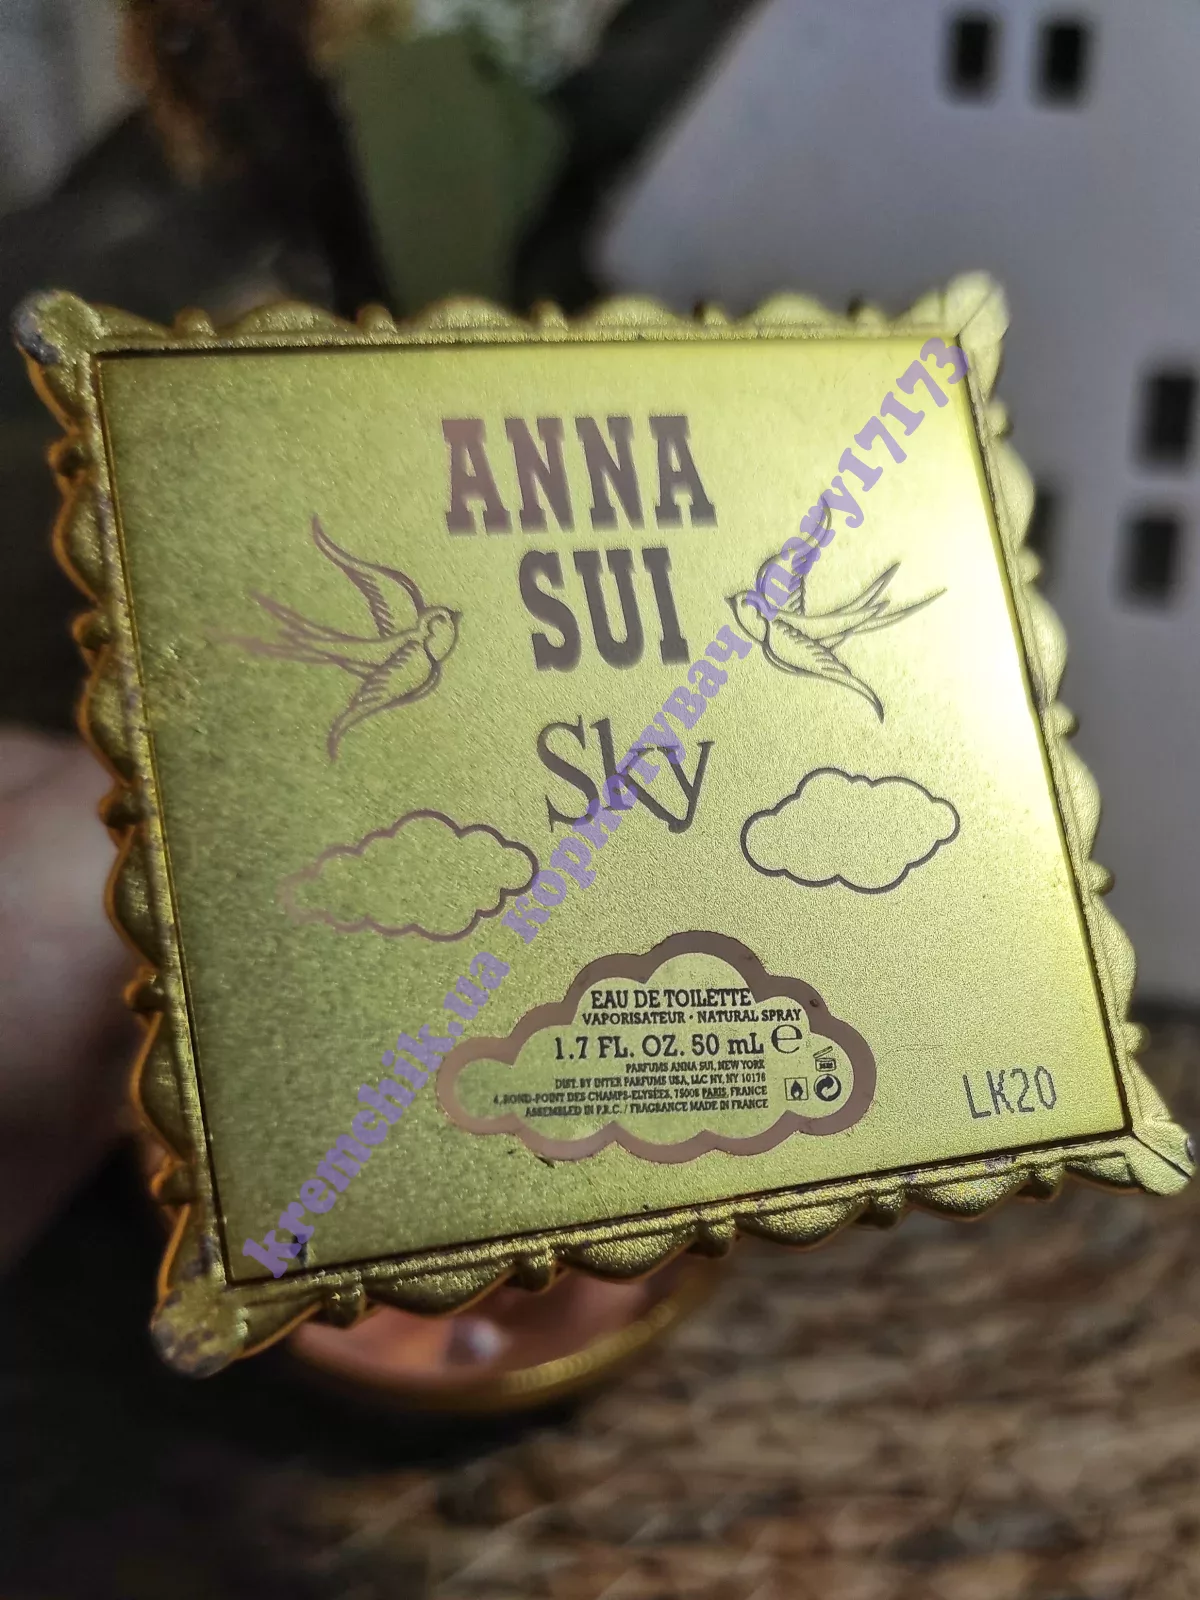 ANNA
SUI
Sky
EAU DE TOILETTE
VAPORISATEUR • NATURAL SPRAY
1.7 FL. OZ. 50 mL ℮
PARFUMS ANNA SUI, NEW YORK
DIST. BY INTER PARFUMS USA, LLC NY, NY 10176
4, ROND-POINT DES CHAMPS-ELYSÉES, 75008 PARIS, FRANCE
ASSEMBLED IN P.R.C. / FRAGRANCE MADE IN FRANCE
LK20
kremchik.ua користувач mary17173